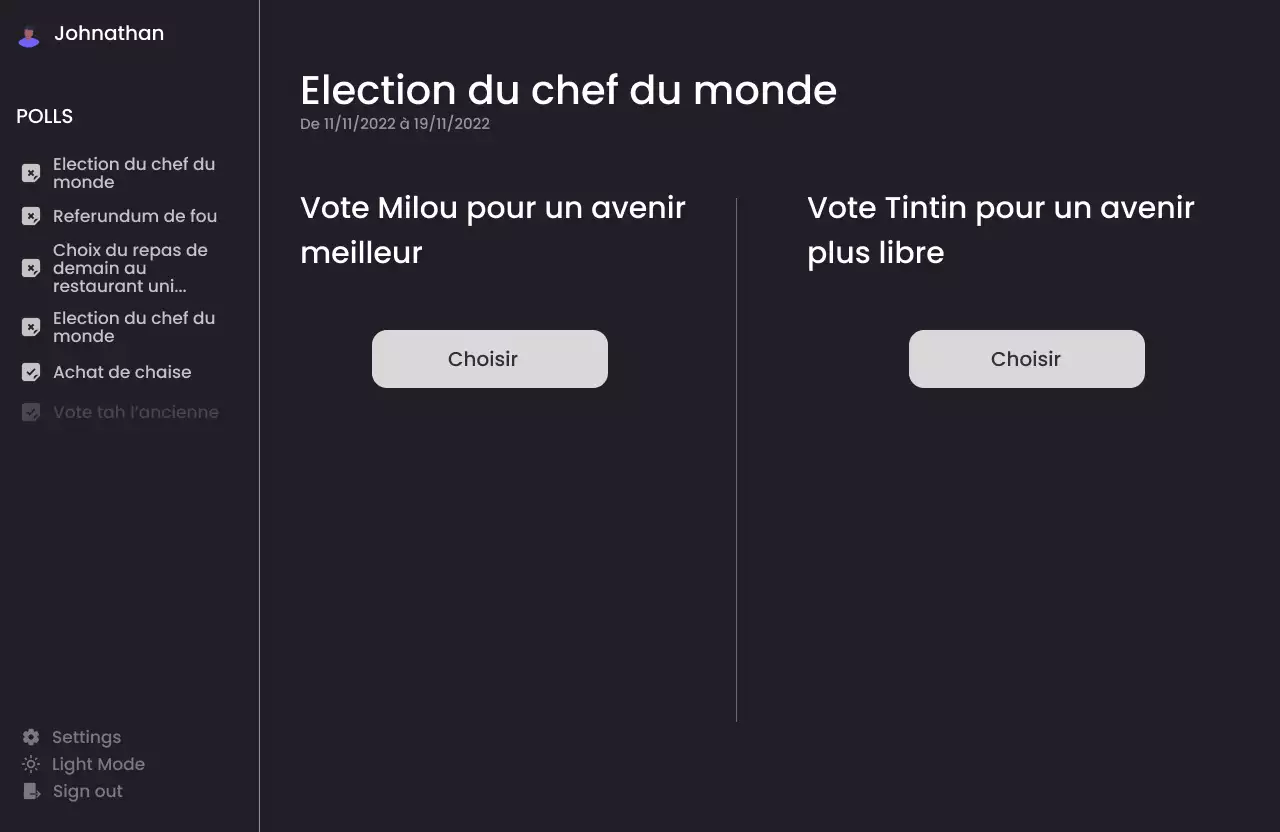 Johnathan
POLLS
Election du chef du
monde
Referundum de fou
Choix du repas de
demain au
restaurant uni...
Election du chef du
monde
Achat de chaise
Vote tah l'ancienne
Settings
Light Mode
Sign out
Election du chef du monde
De 11/11/2022 à 19/11/2022
Vote Milou pour un avenir
meilleur
Choisir
Vote Tintin pour un avenir
plus libre
Choisir